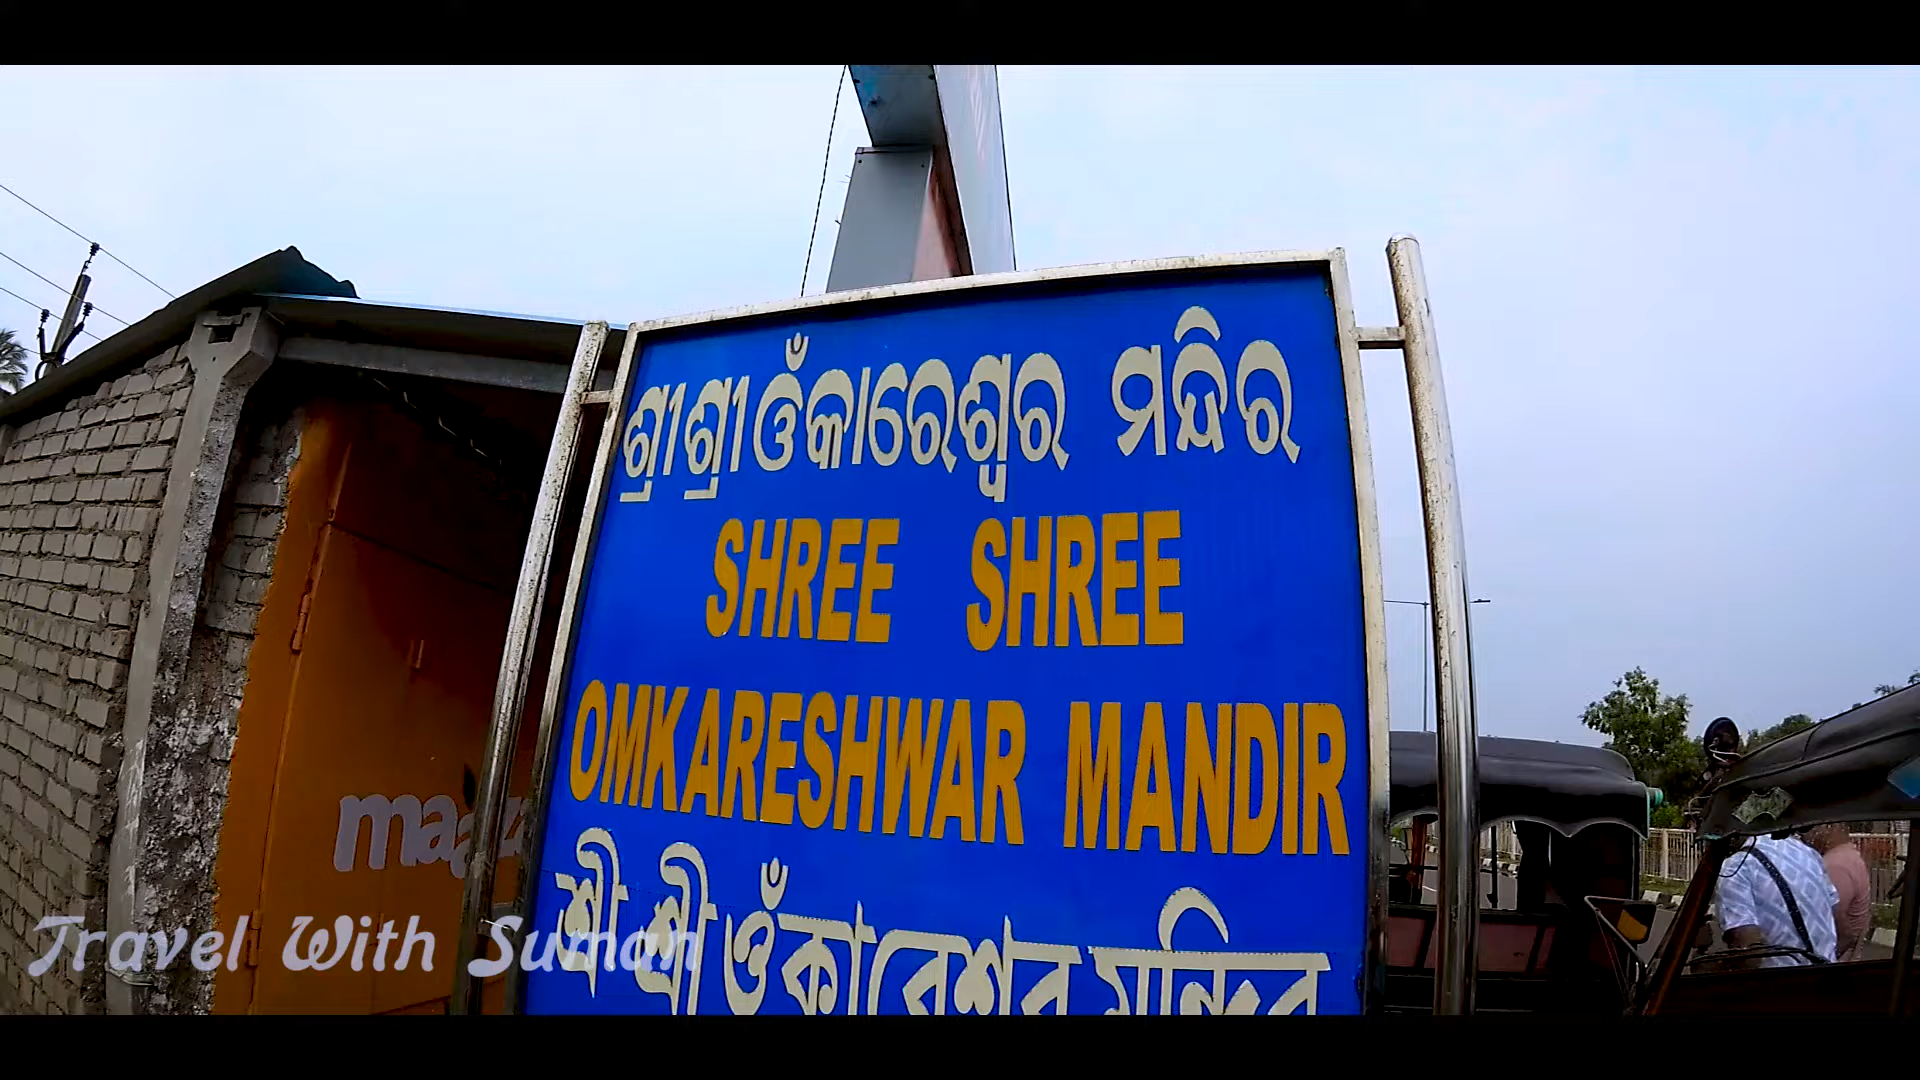 ଶ୍ରୀଶ୍ରୀଓଁକାରେଶ୍ୱର ମନ୍ଦିର
SHREE SHREE
OMKARESHWAR MANDIR
শ্রী শ্রী ওঁকারেশ্বর মন্দির
Travel With Suman